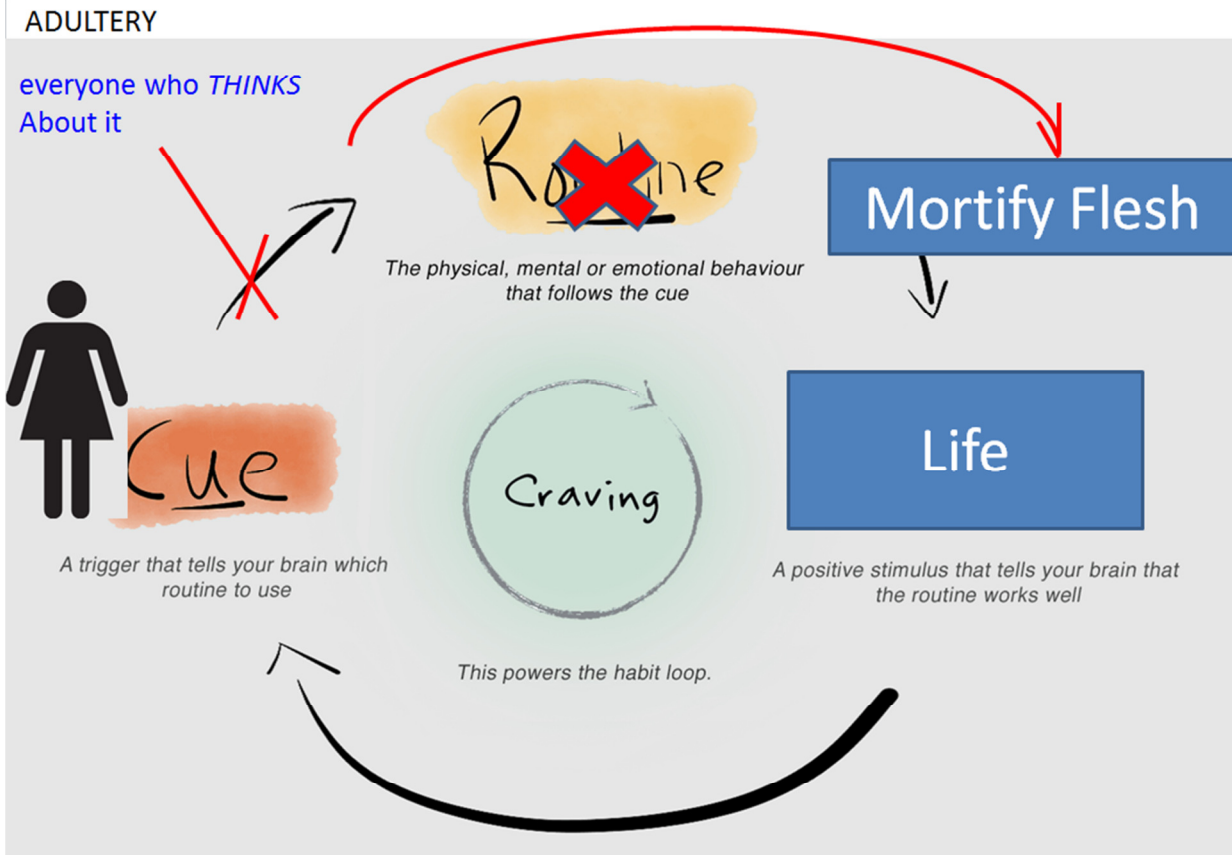 ADULTERY
everyone who THINKS
About it
Routine
Mortify Flesh
The physical, mental or emotional behaviour
that follows the cue
Cue
Craving
Life
A trigger that tells your brain which
routine to use
A positive stimulus that tells your brain that
the routine works well
This powers the habit loop.